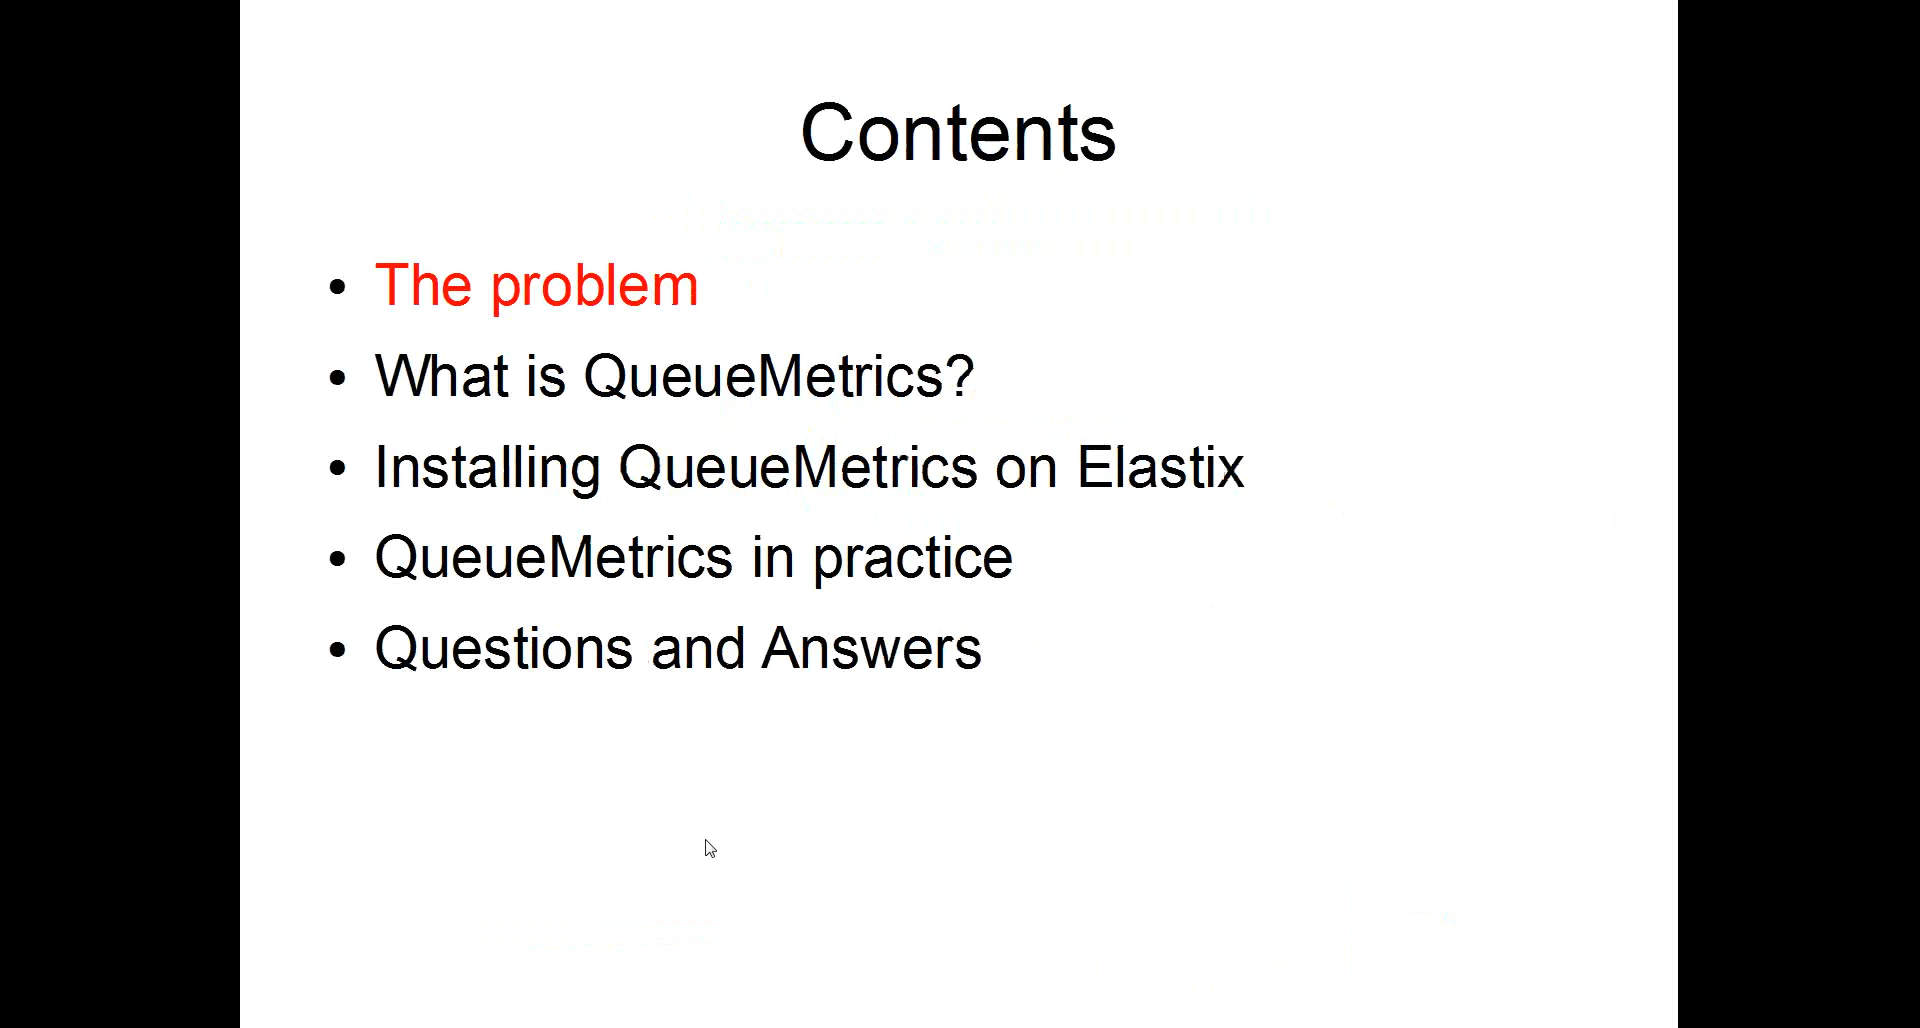 Contents
• The problem
• What is QueueMetrics?
• Installing QueueMetrics on Elastix
• QueueMetrics in practice
• Questions and Answers